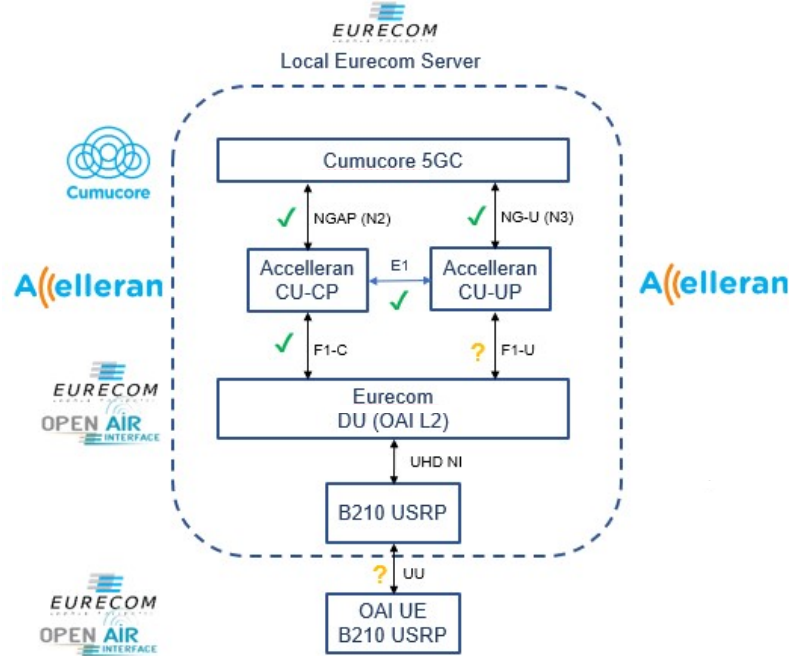 EURECOM
Local Eurecom Server
Cumucore 5GC
Cumucore
NGAP (N2)
NG-U (N3)
Accelleran
Accelleran
CU-CP
E1
Accelleran
CU-UP
Accelleran
F1-C
?
F1-U
EURECOM
OPEN AIR
INTERFACE
Eurecom
DU (OAI L2)
UHD NI
B210 USRP
?
UU
EURECOM
OPEN AIR
INTERFACE
OAI UE
B210 USRP